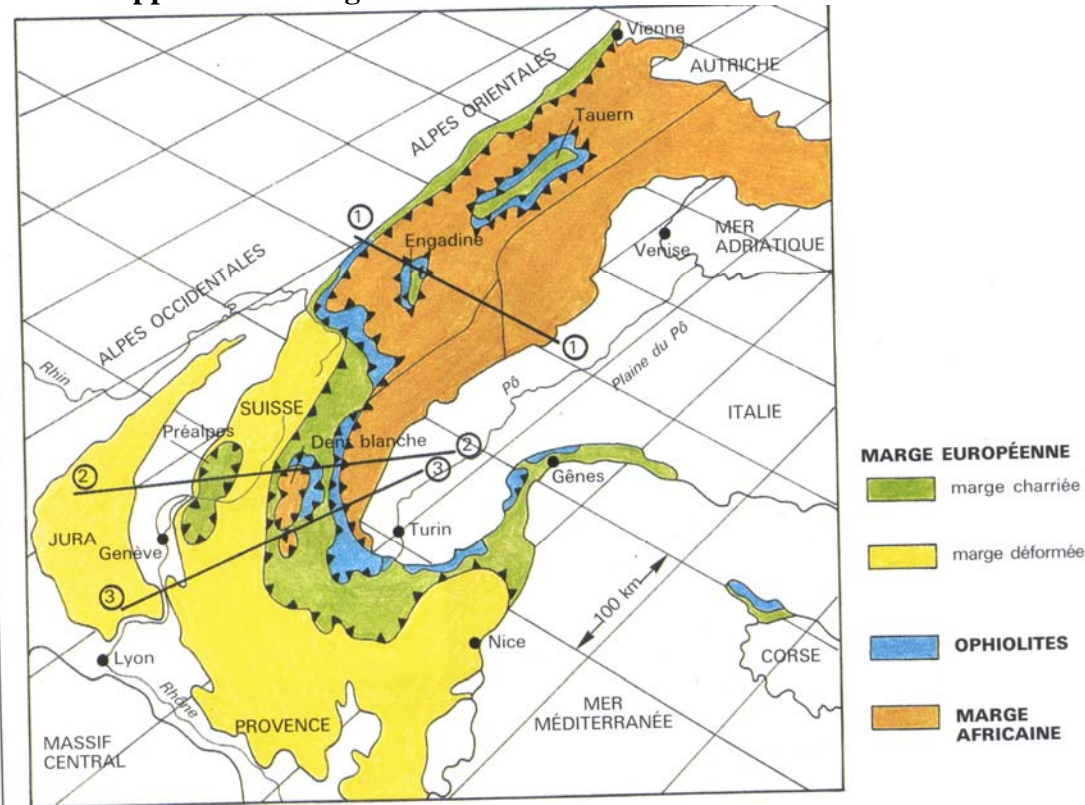 Vienne
AUTRICHE
ALPES ORIENTALES
Tauern
①
Engadine
MER
ADRIATIQUE
Venise
ALPES OCCIDENTALES
①
Plaine du Pô
Pô
Rhin
ITALIE
SUISSE
Préalpes
Dent blanche
②
②
③
Gênes
JURA
Turin
Genève
③
100 km
Nice
Lyon
CORSE
Rhône
MER
MÉDITERRANÉE
PROVENCE
MASSIF
CENTRAL
MARGE EUROPÉENNE
marge charriée
marge déformée
OPHIOLITES
MARGE
AFRICAINE